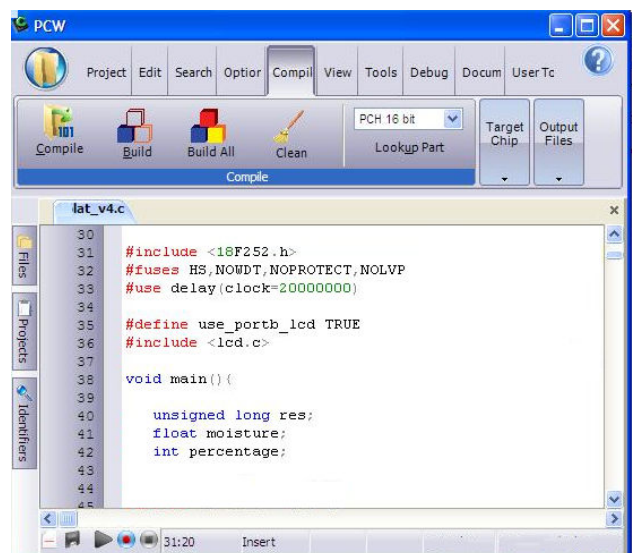 PCW
Project Edit Search Optior Compil View Tools Debug Docum User Tc
101
PCH 16 bit
Compile Build Build All Clean Lookup Part Target Chip Output Files
Compile
lat_v4.c
Files
Projects
Identifiers
30
31 #include <18F252.h>
32 #fuses HS,NOWDT,NOPROTECT,NOLVP
33 #use delay(clock=20000000)
34
35 #define use_portb_lcd TRUE
36 #include <lcd.c>
37
38 void main(){
39
40 unsigned long res;
41 float moisture;
42 int percentage;
43
44
45
31:20 Insert